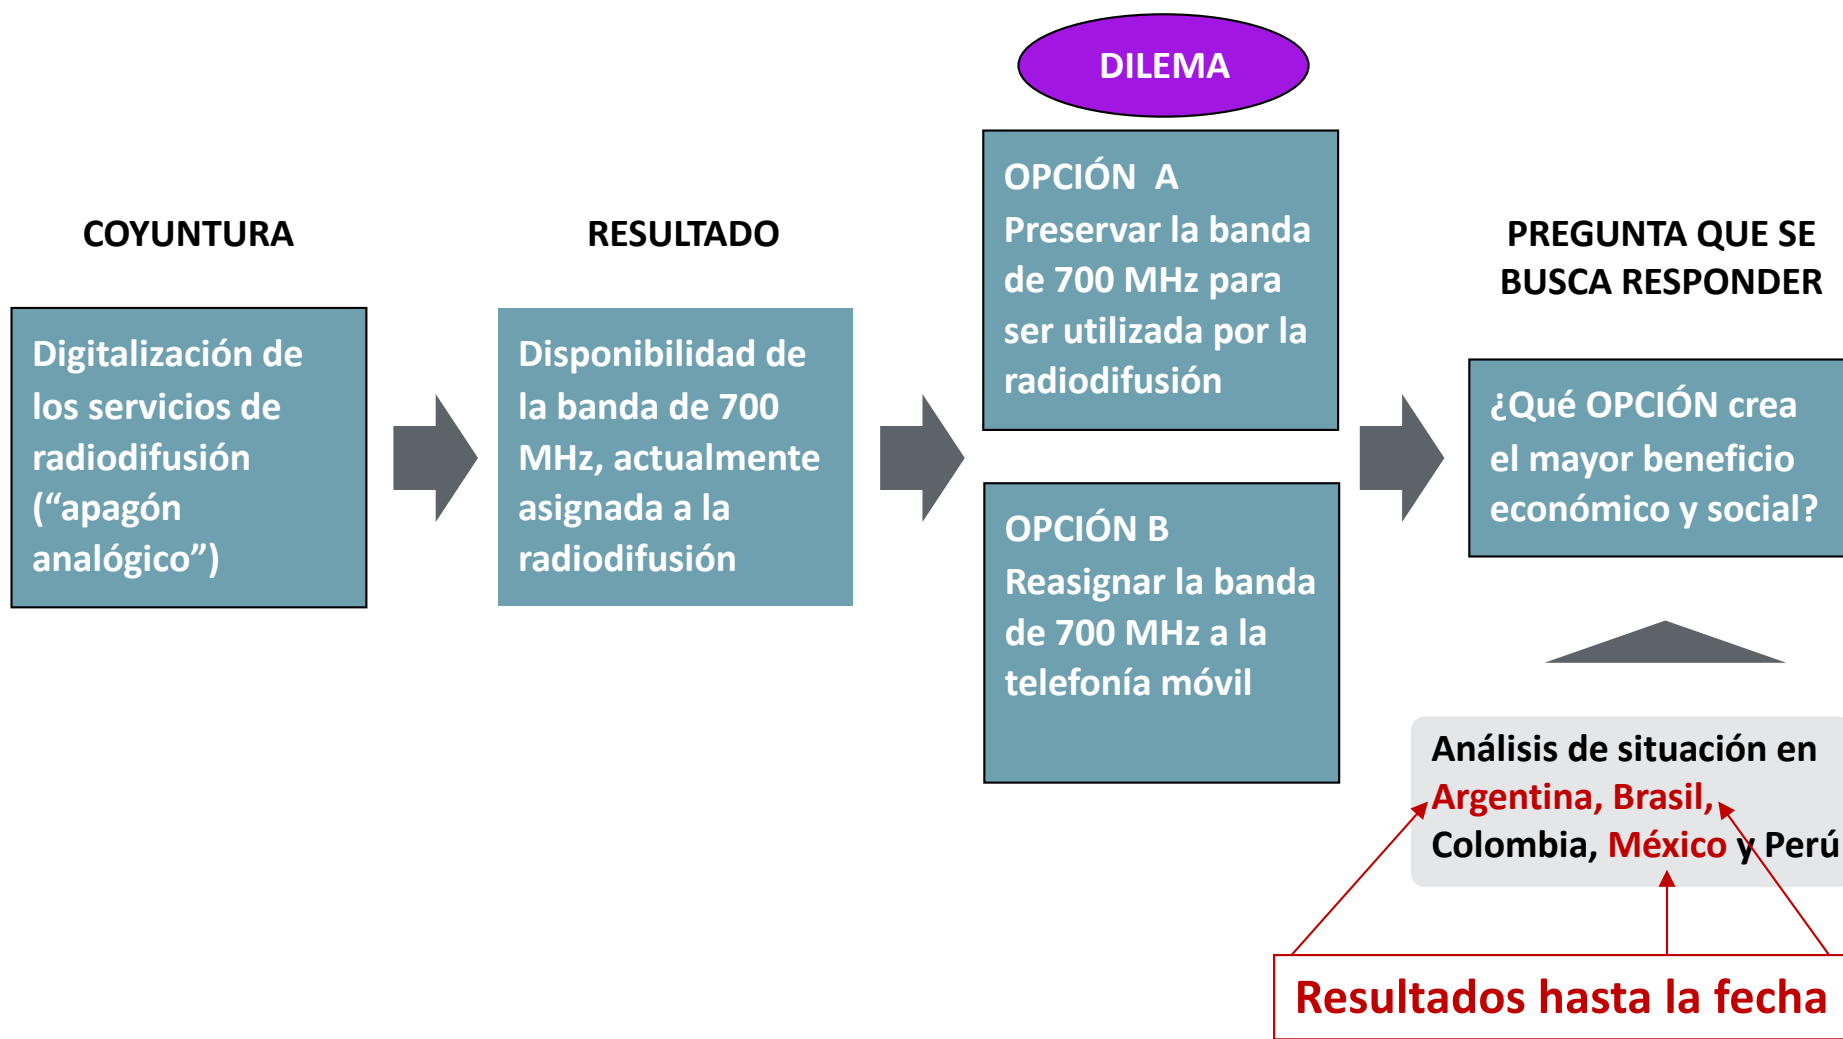 COYUNTURA
Digitalización de
los servicios de
radiodifusión
(“apagón
analógico”)
RESULTADO
Disponibilidad de
la banda de 700
MHz, actualmente
asignada a la
radiodifusión
DILEMA
OPCIÓN A
Preservar la banda
de 700 MHz para
ser utilizada por la
radiodifusión
OPCIÓN B
Reasignar la banda
de 700 MHz a la
telefonía móvil
PREGUNTA QUE SE
BUSCA RESPONDER
¿Qué OPCIÓN crea
el mayor beneficio
económico y social?
Análisis de situación en
Argentina, Brasil,
Colombia, México y Perú
Resultados hasta la fecha